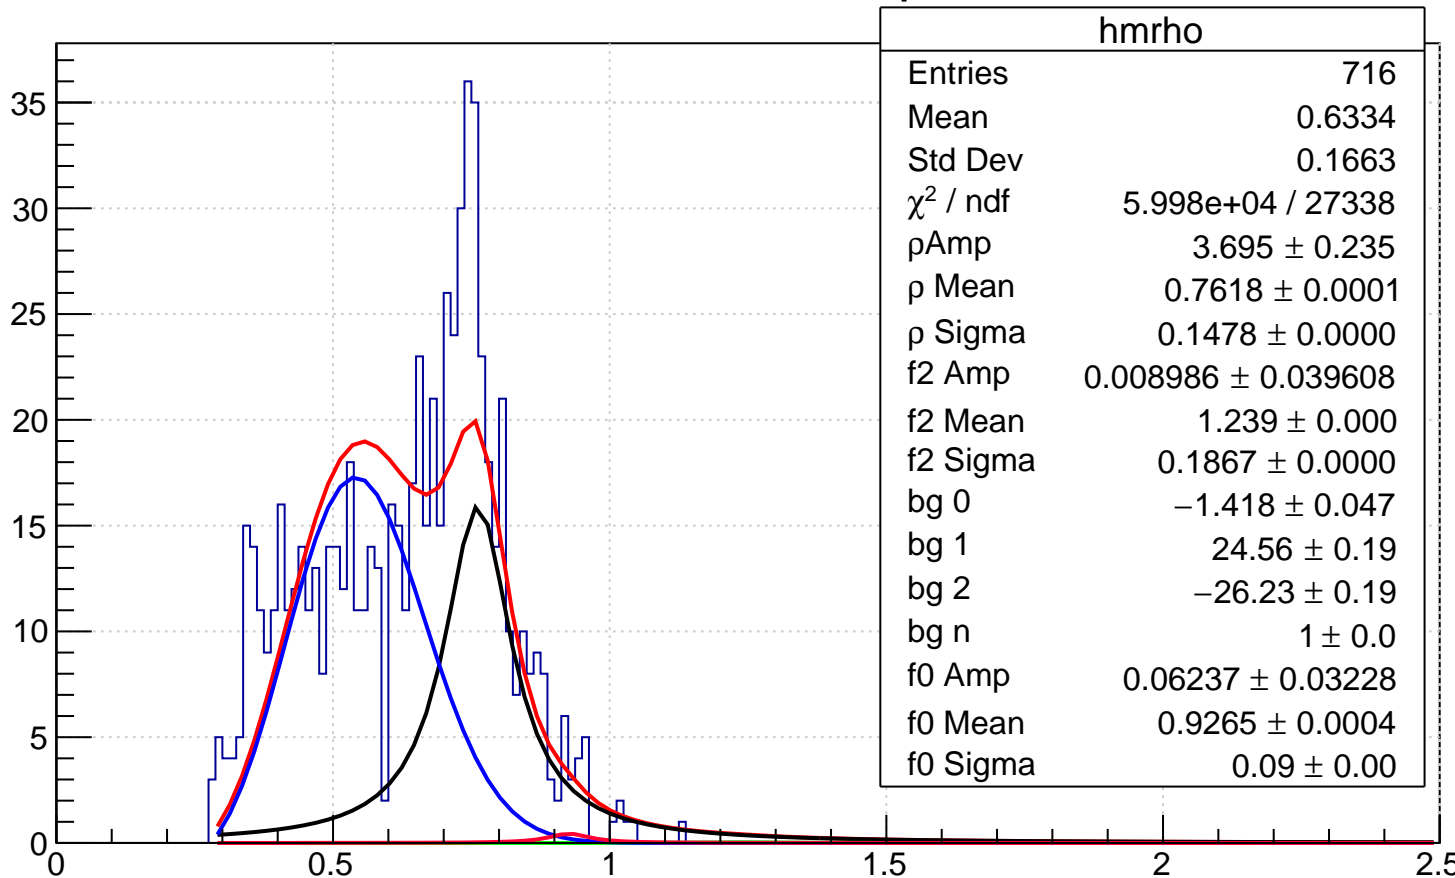 hmrho
Entries 716
Mean 0.6334
Std Dev 0.1663
χ² / ndf 5.998e+04 / 27338
ρAmp 3.695 ± 0.235
ρ Mean 0.7618 ± 0.0001
ρ Sigma 0.1478 ± 0.0000
f2 Amp 0.008986 ± 0.039608
f2 Mean 1.239 ± 0.000
f2 Sigma 0.1867 ± 0.0000
bg 0 −1.418 ± 0.047
bg 1 24.56 ± 0.19
bg 2 −26.23 ± 0.19
bg n 1 ± 0.0
f0 Amp 0.06237 ± 0.03228
f0 Mean 0.9265 ± 0.0004
f0 Sigma 0.09 ± 0.00
35
30
25
20
15
10
5
0
0 0.5 1 1.5 2 2.5